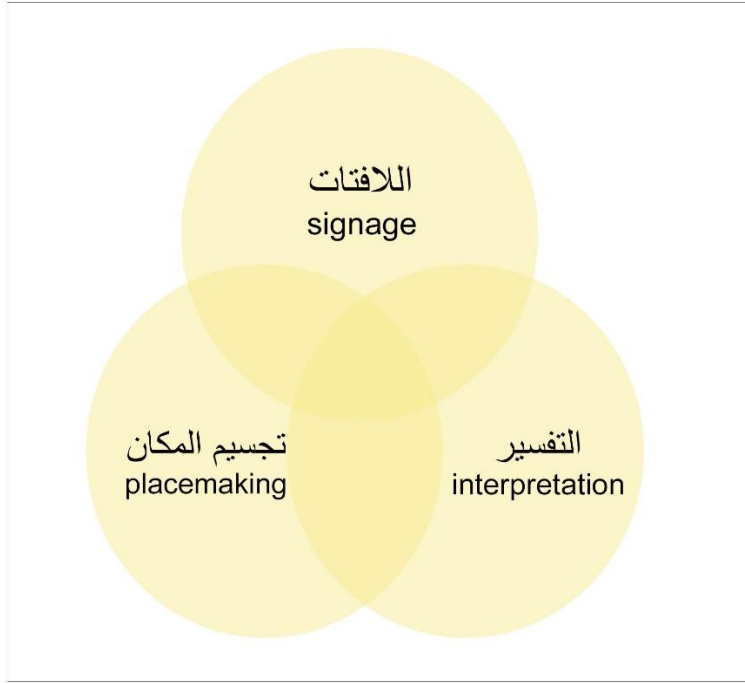 اللافتات
signage
تجسيم المكان
placemaking
التفسير
interpretation